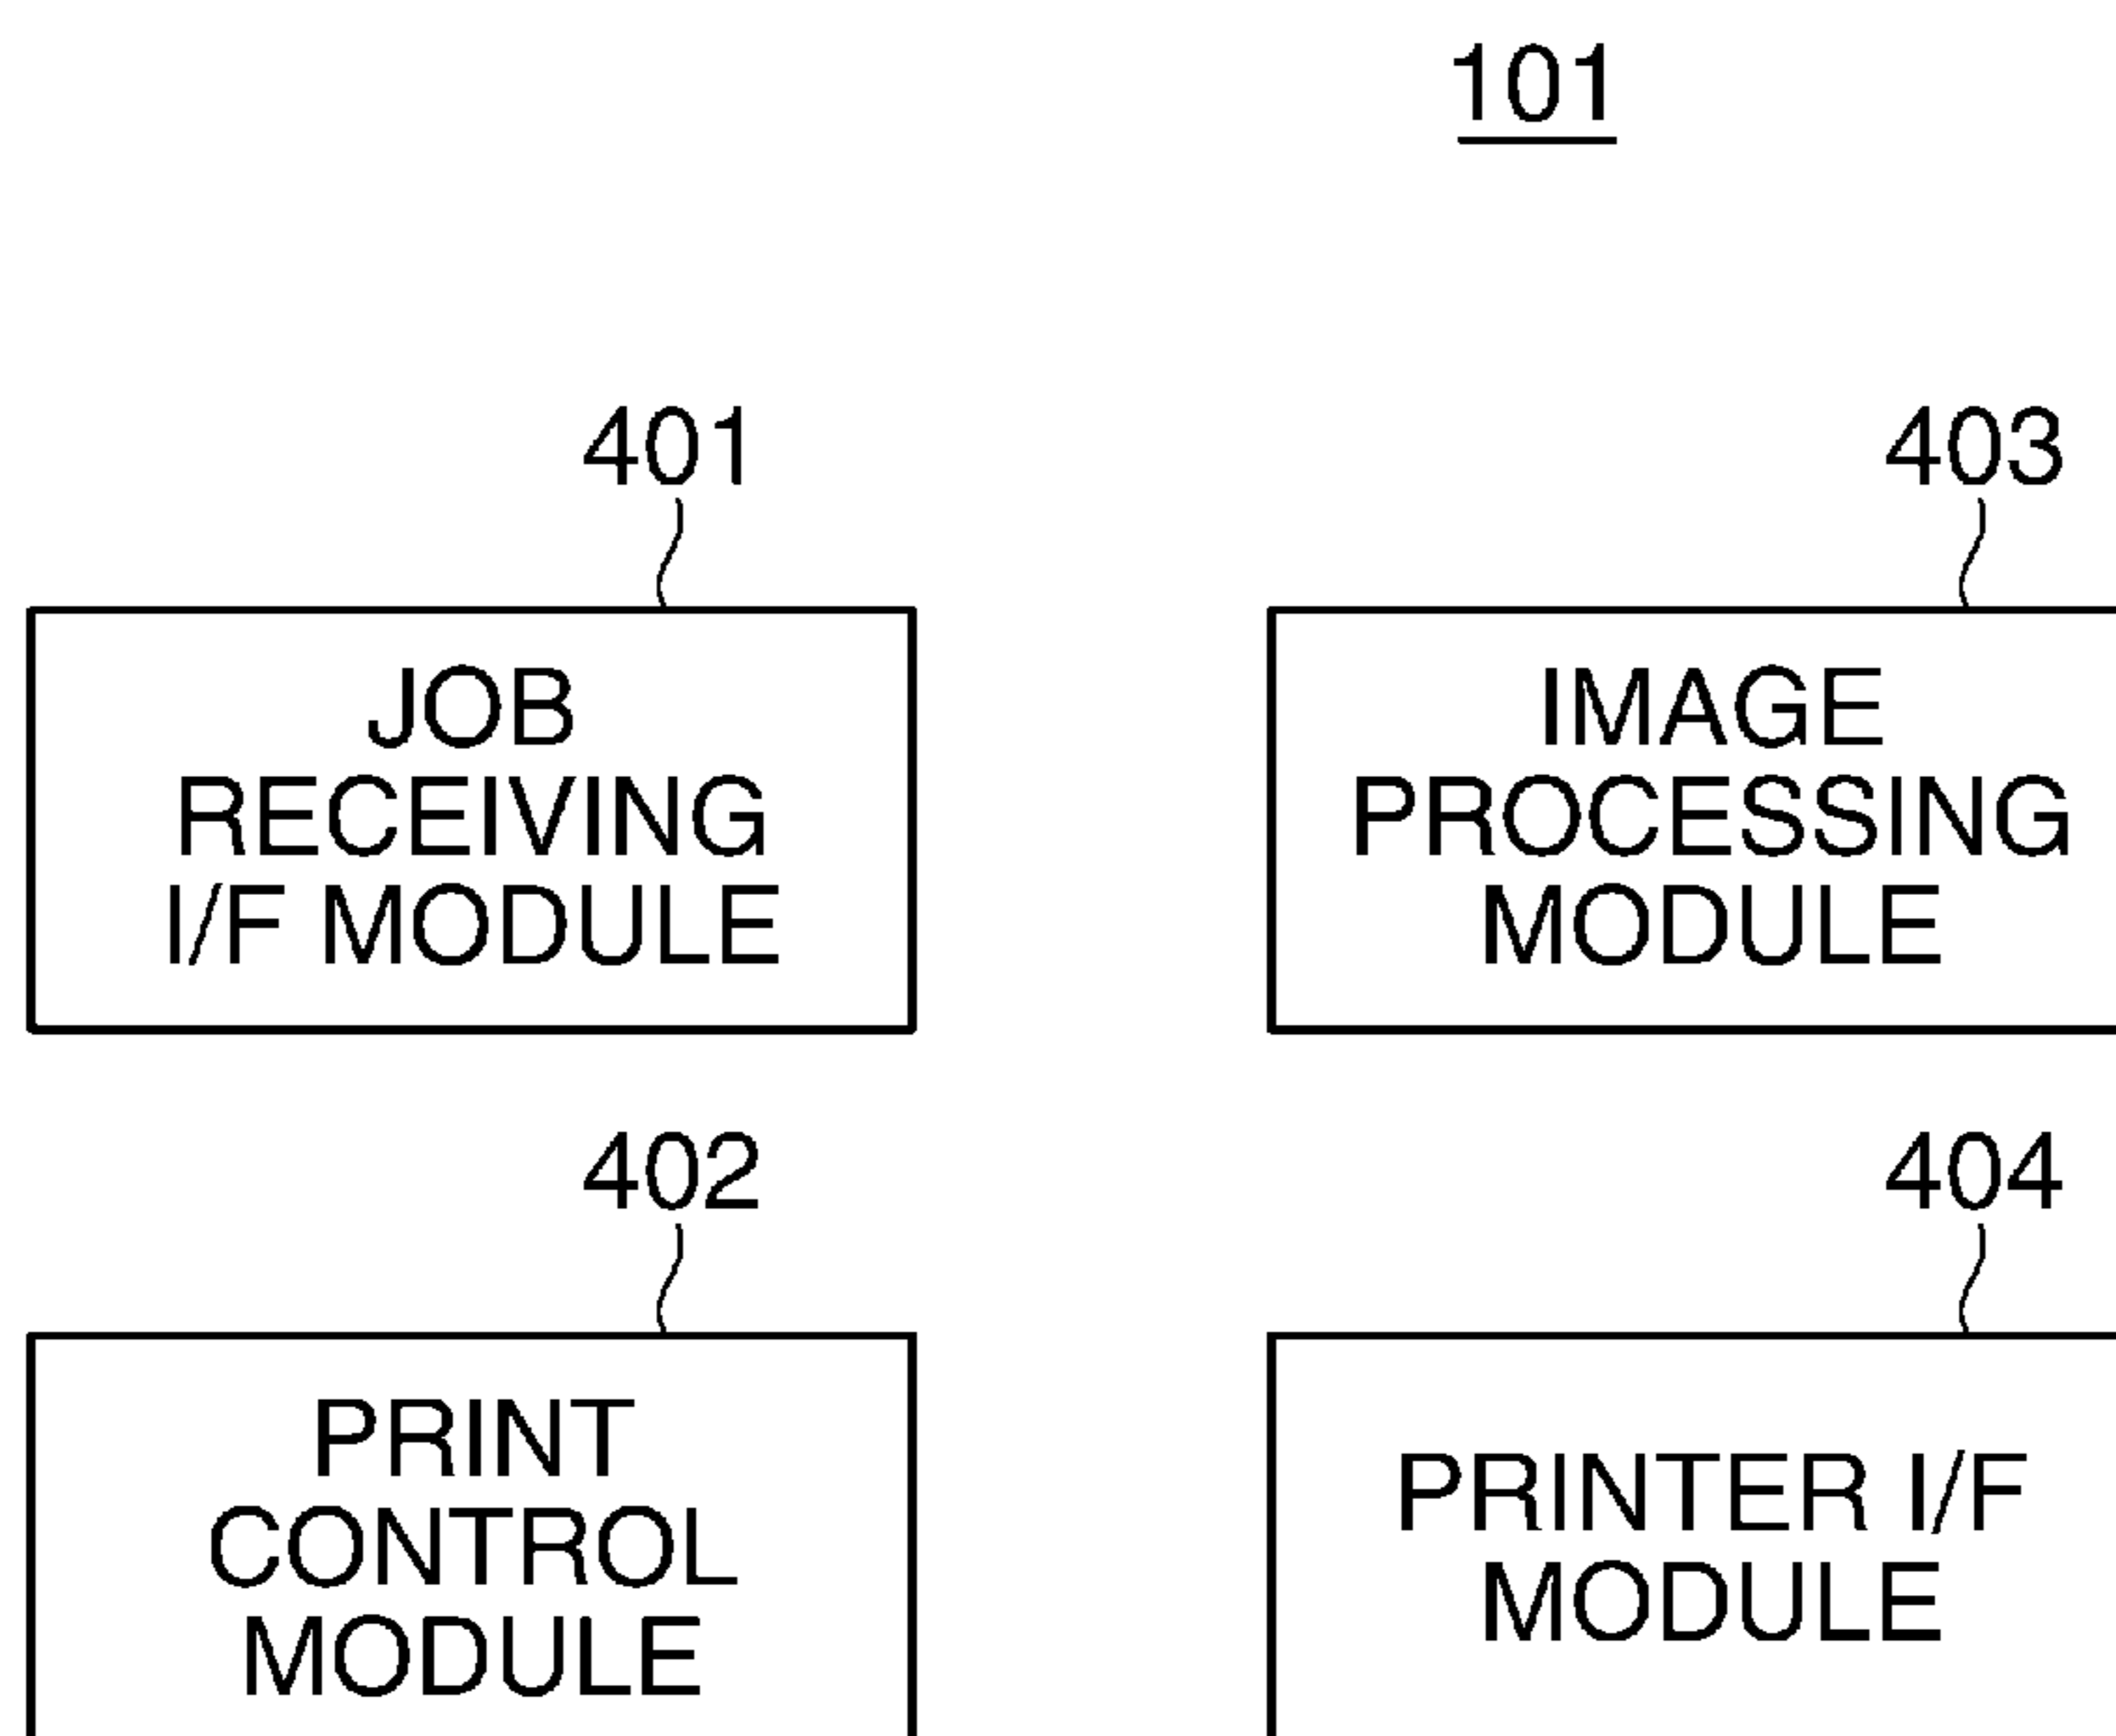 101
401
JOB
RECEIVING
I/F MODULE
403
IMAGE
PROCESSING
MODULE
402
PRINT
CONTROL
MODULE
404
PRINTER I/F
MODULE